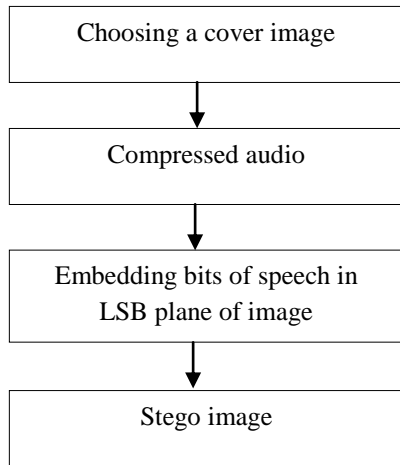 Choosing a cover image
Compressed audio
Embedding bits of speech in
LSB plane of image
Stego image